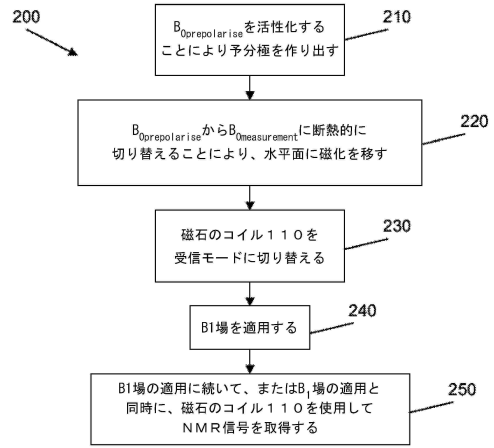 200
210
B0prepolariseを活性化する
ことにより予分極を作り出す
220
B0prepolariseからB0measurementに断熱的に
切り替えることにより、水平面に磁化を移す
230
磁石のコイル１１０を
受信モードに切り替える
240
B1場を適用する
250
B1場の適用に続いて、またはB1場の適用と
同時に、磁石のコイル１１０を使用して
ＮＭＲ信号を取得する